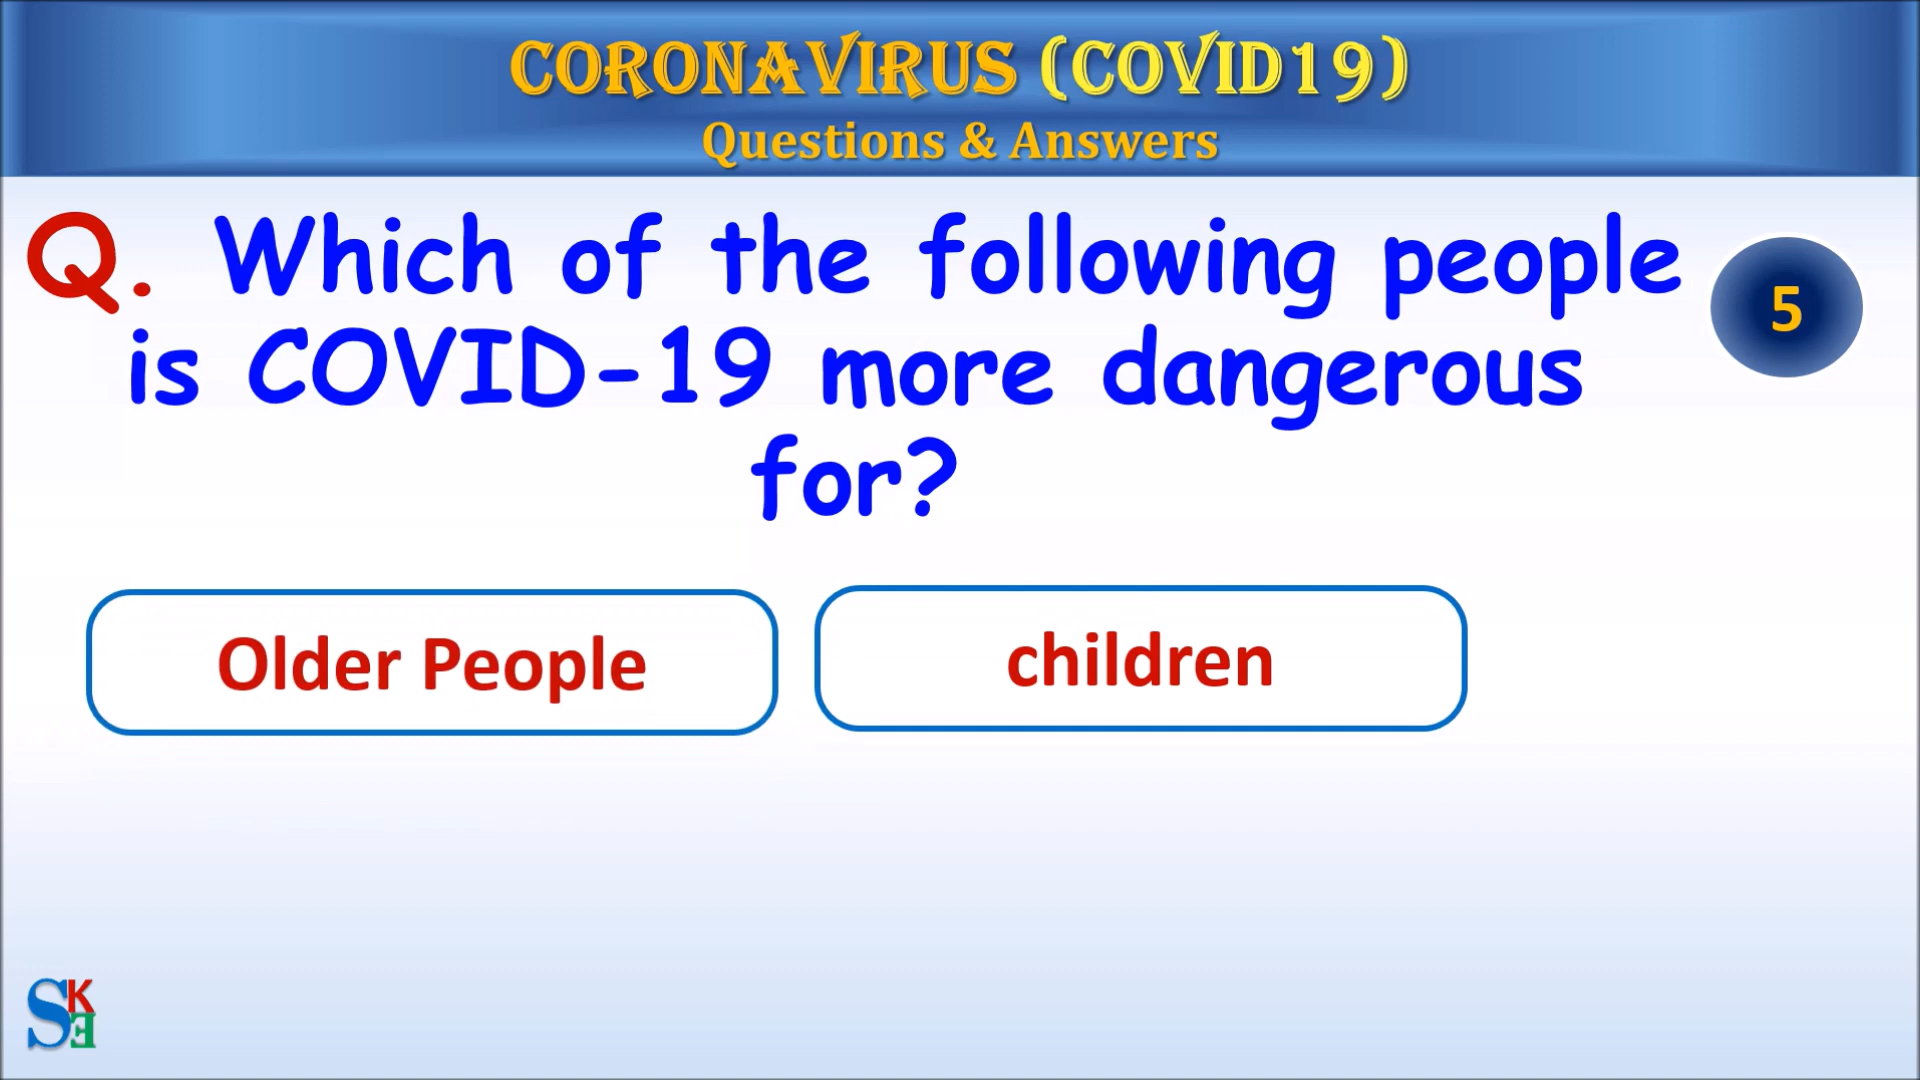 CORONAVIRUS (COVID19)
Questions & Answers
Q. Which of the following people
is COVID-19 more dangerous
for?
5
Older People
children
SKE